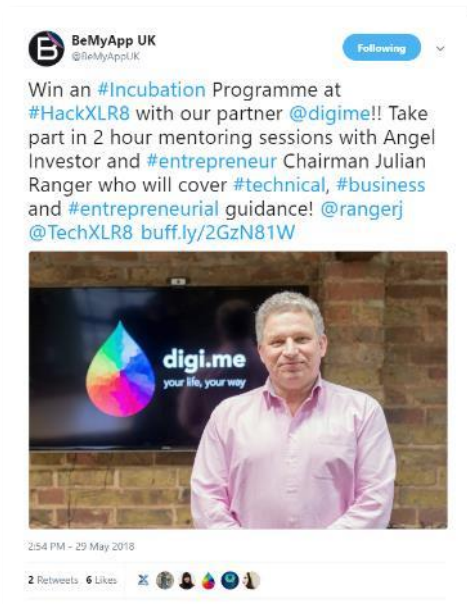 BeMyApp UK
@BeMyAppUK
Following
Win an #Incubation Programme at
#HackXLR8 with our partner @digime!! Take
part in 2 hour mentoring sessions with Angel
Investor and #entrepreneur Chairman Julian
Ranger who will cover #technical, #business
and #entrepreneurial guidance! @rangerj
@TechXLR8 buff.ly/2GzN81W
digi.me
your life, your way
2:54 PM - 29 May 2018
2 Retweets 6 Likes